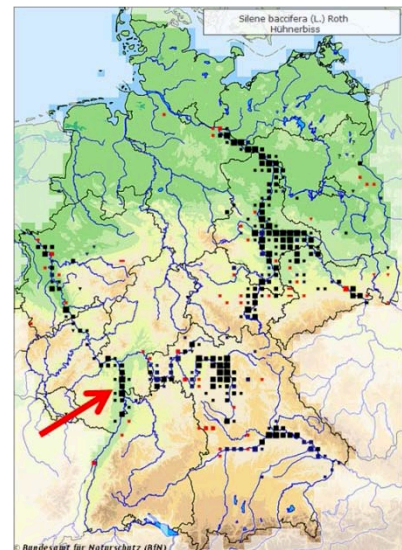 Silene baccifera (L.) Roth
Hühnerbiss
© Bundesamt für Naturschutz (BfN)